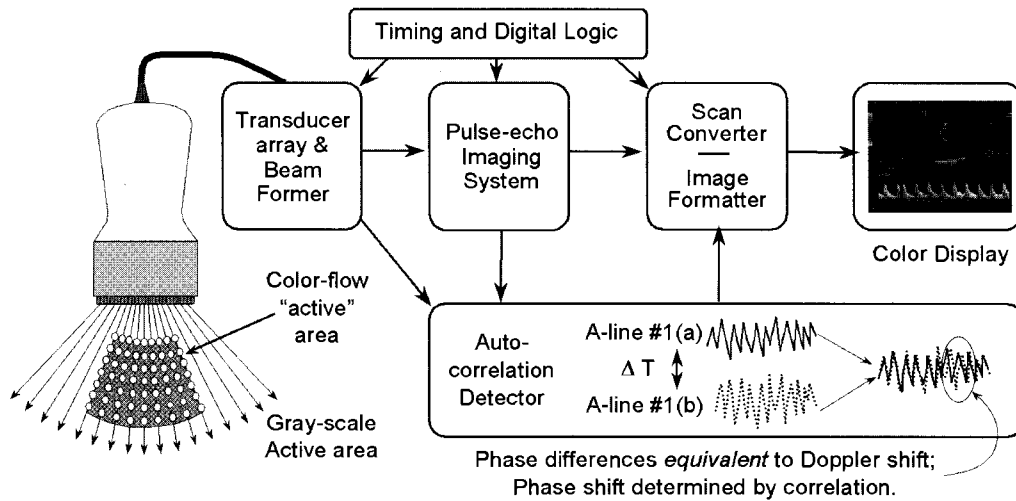 Timing and Digital Logic
Transducer
array &
Beam
Former
Pulse-echo
Imaging
System
Scan
Converter
Image
Formatter
Color Display
Color-flow
“active”
area
Gray-scale
Active area
Auto-
correlation
Detector
A-line #1(a)
Δ T
A-line #1(b)
Phase differences equivalent to Doppler shift;
Phase shift determined by correlation.